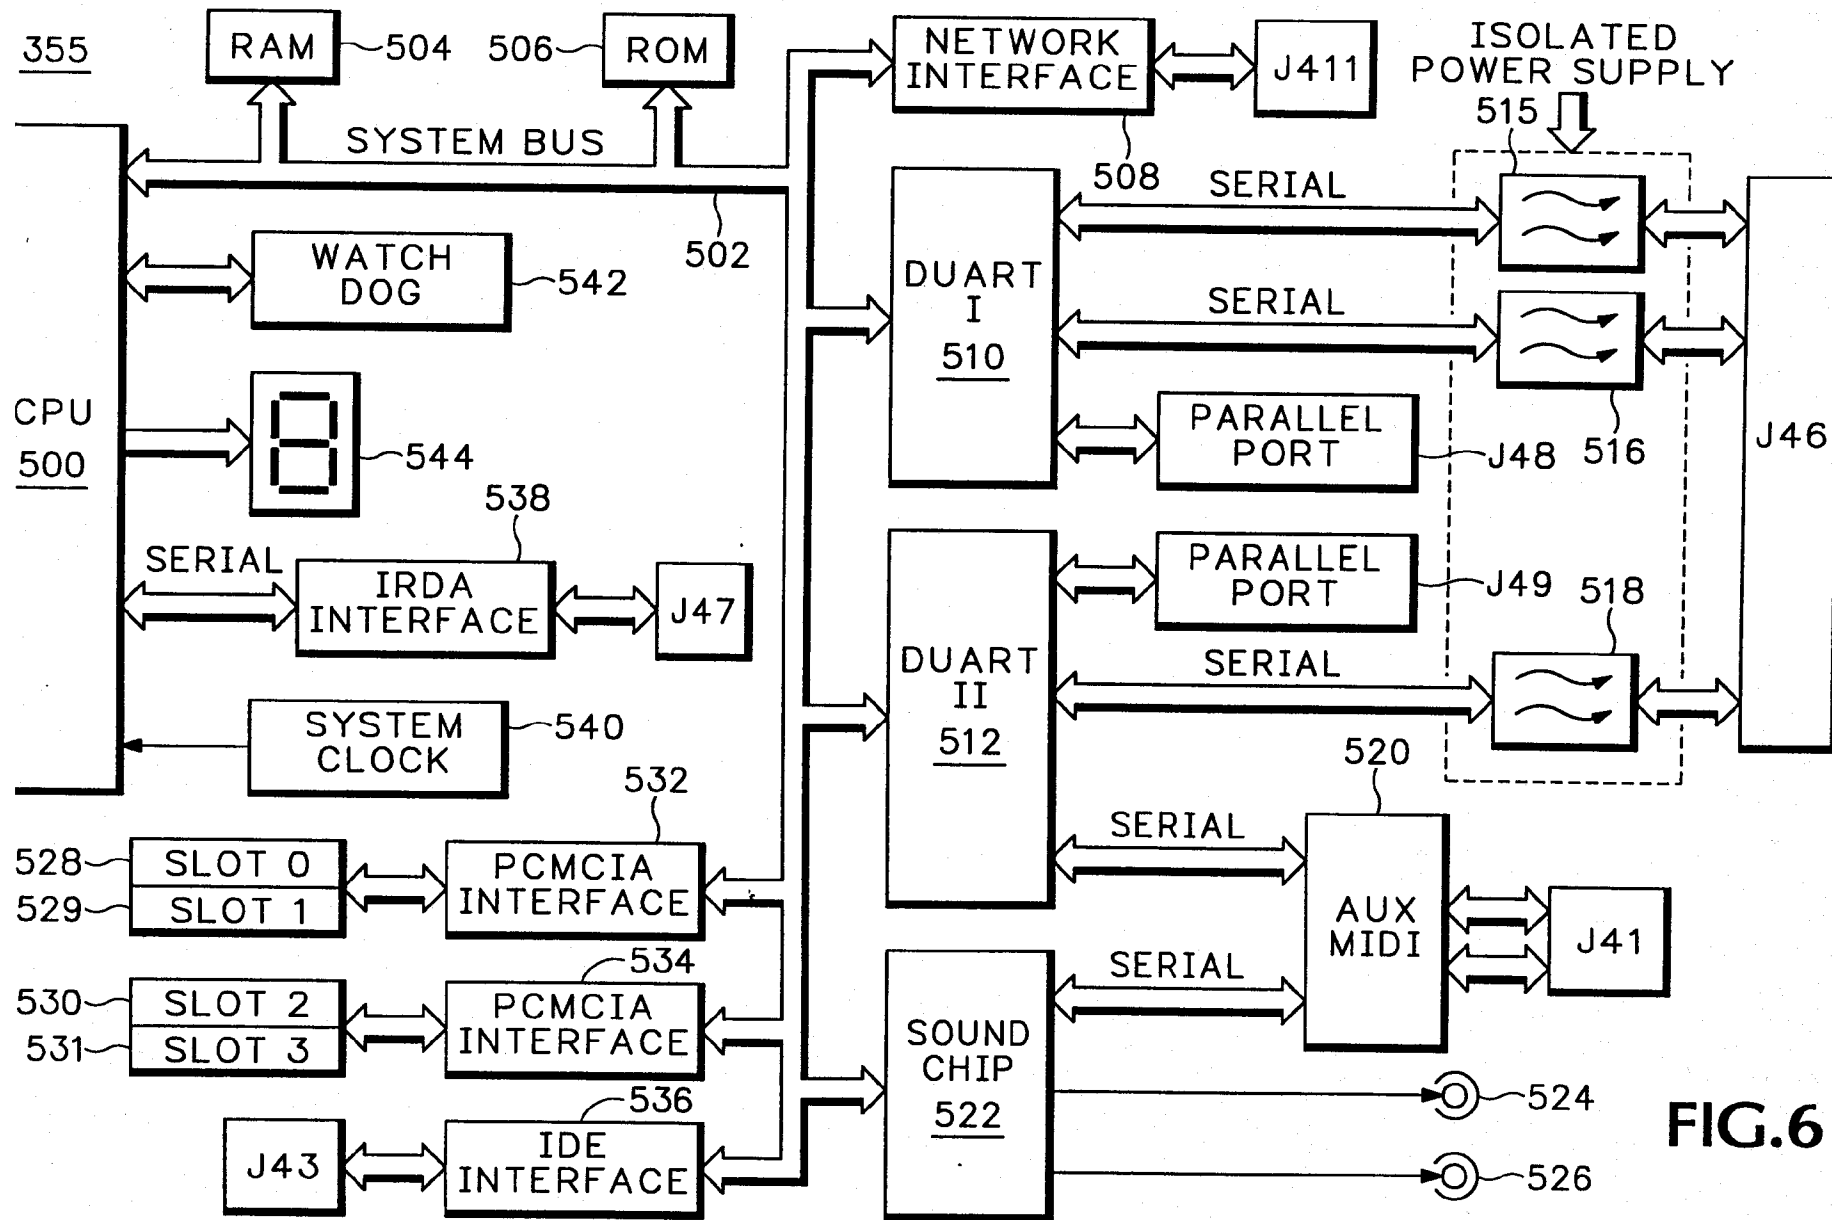 355
RAM
504
506
ROM
NETWORK
INTERFACE
J411
508
ISOLATED
POWER SUPPLY
515
SYSTEM BUS
502
WATCH
DOG
542
CPU
500
544
SERIAL
538
IRDA
INTERFACE
J47
SYSTEM
CLOCK
540
532
528
SLOT 0
529
SLOT 1
PCMCIA
INTERFACE
534
530
SLOT 2
531
SLOT 3
PCMCIA
INTERFACE
536
J43
IDE
INTERFACE
DUART
I
510
SERIAL
SERIAL
516
PARALLEL
PORT
J48
J46
DUART
II
512
PARALLEL
PORT
J49
518
SERIAL
520
SERIAL
AUX
MIDI
J41
SERIAL
SOUND
CHIP
522
524
526
FIG.6